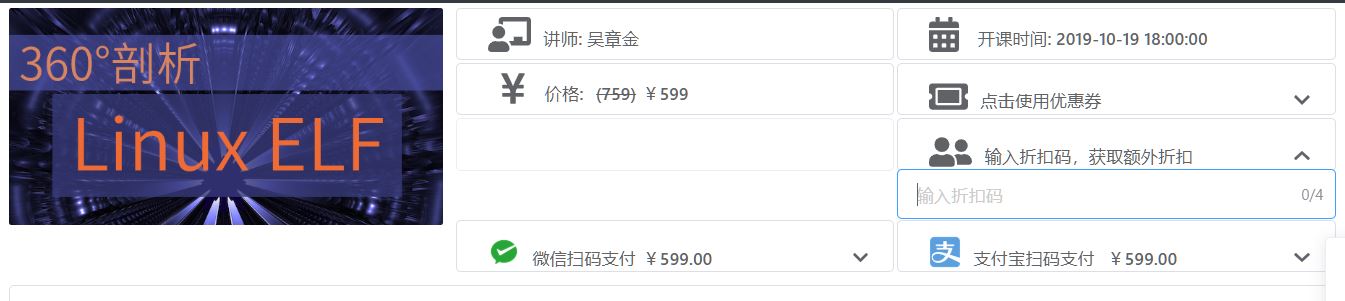 360°剖析
Linux ELF
讲师: 吴章金
开课时间: 2019-10-19 18:00:00
价格: (759) ￥599
点击使用优惠券
输入折扣码，获取额外折扣
输入折扣码 0/4
微信扫码支付 ￥599.00
支 支付宝扫码支付 ￥599.00